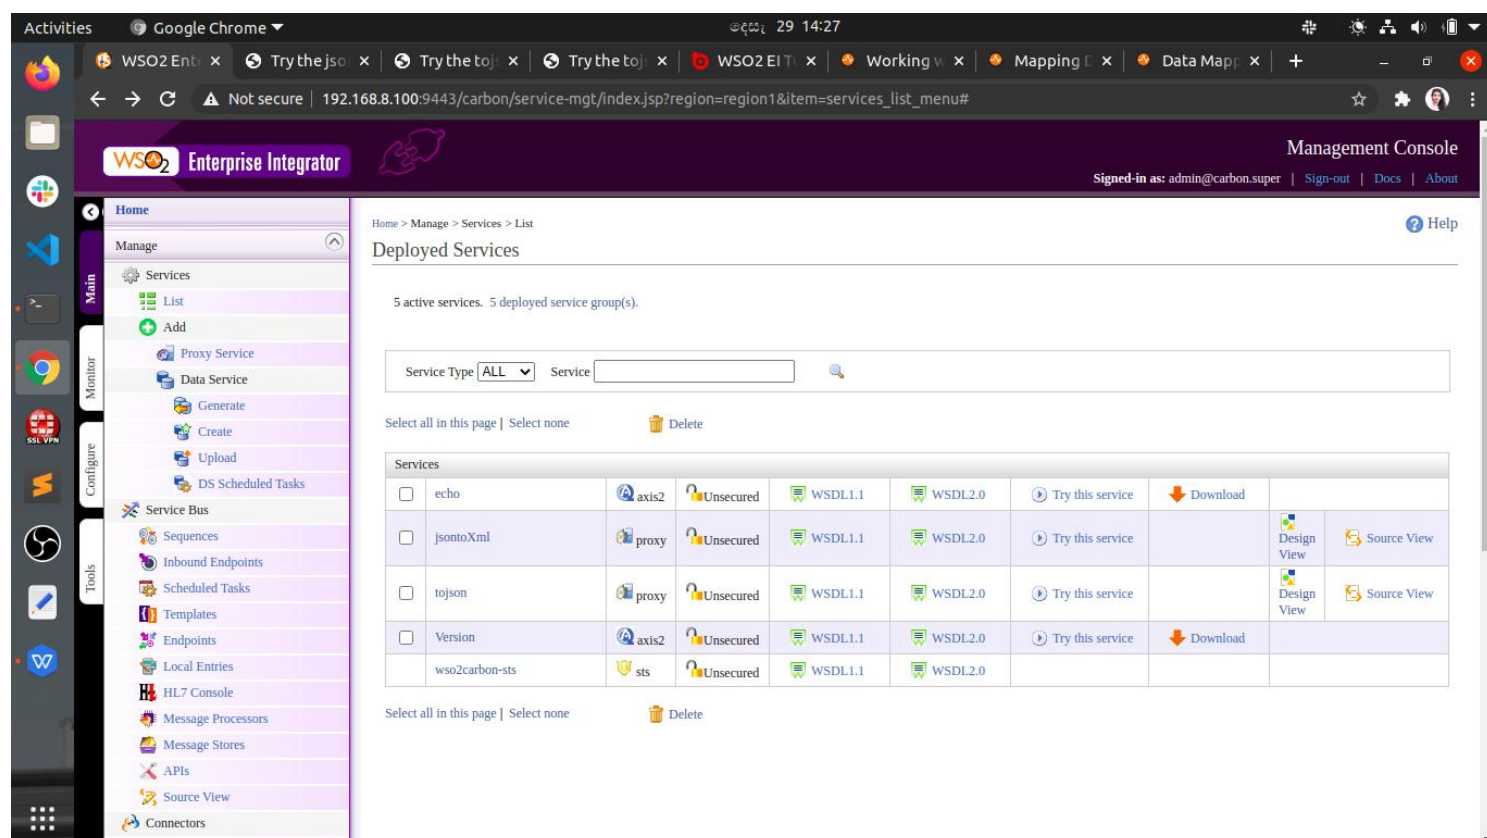 Activities Google Chrome දෙසැ 29 14:27
WSO2 Ent Try the jso Try the toj Try the toj WSO2 EI T Working w Mapping D Data Mapp
Not secure 192.168.8.100:9443/carbon/service-mgt/index.jsp?region=region1&item=services_list_menu#
WSO2 Enterprise Integrator
Management Console
Signed-in as: admin@carbon.super | Sign-out | Docs | About
SSL VPN
Main
Monitor
Configure
Tools
Home
Manage
Services
List
Add
Proxy Service
Data Service
Generate
Create
Upload
DS Scheduled Tasks
Service Bus
Sequences
Inbound Endpoints
Scheduled Tasks
Templates
Endpoints
Local Entries
HL7 Console
Message Processors
Message Stores
APIs
Source View
Connectors
Home > Manage > Services > List
Help
Deployed Services
5 active services. 5 deployed service group(s).
Service Type ALL Service
Select all in this page | Select none Delete
Services
echo axis2 Unsecured WSDL1.1 WSDL2.0 Try this service Download
jsontoXml proxy Unsecured WSDL1.1 WSDL2.0 Try this service Design View Source View
tojson proxy Unsecured WSDL1.1 WSDL2.0 Try this service Design View Source View
Version axis2 Unsecured WSDL1.1 WSDL2.0 Try this service Download
wso2carbon-sts sts Unsecured WSDL1.1 WSDL2.0
Select all in this page | Select none Delete